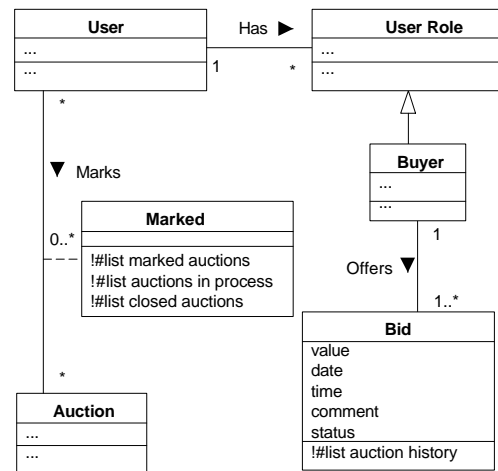 User
...
...
Has ►
1
*
User Role
...
...
*
▼ Marks
0..*
Marked
!#list marked auctions
!#list auctions in process
!#list closed auctions
*
Auction
...
...
Buyer
...
...
1
Offers ▼
1..*
Bid
value
date
time
comment
status
!#list auction history